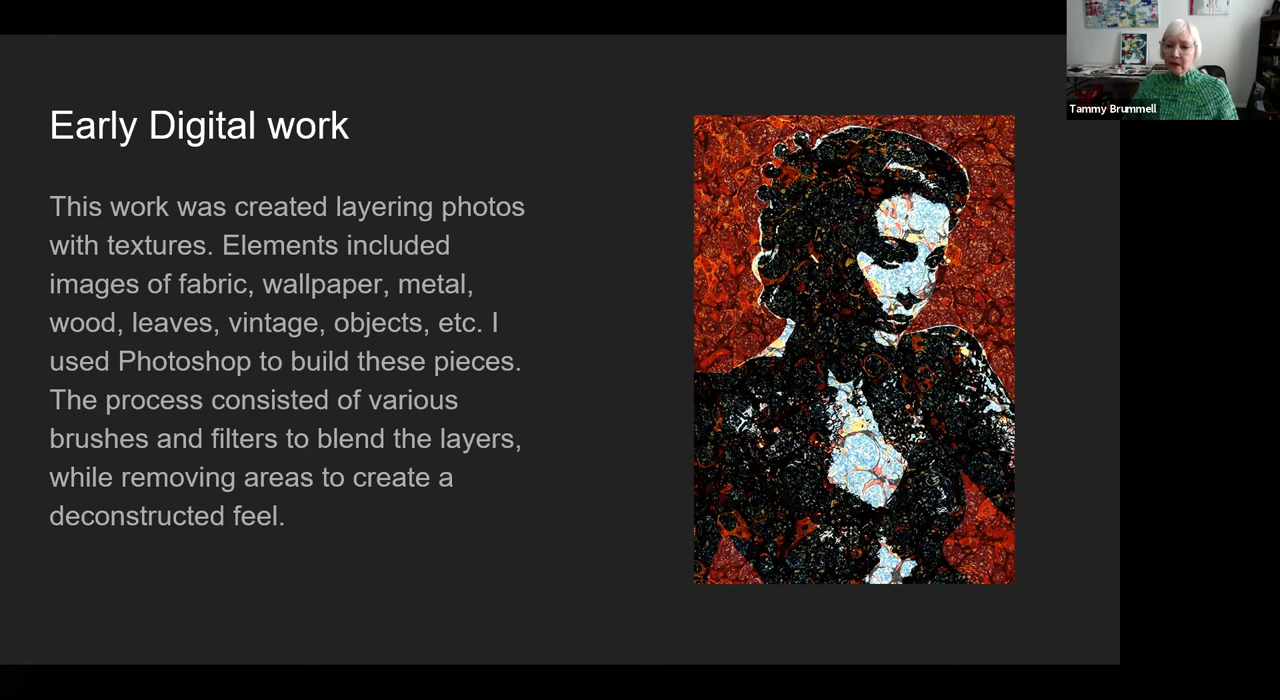 Early Digital work
This work was created layering photos
with textures. Elements included
images of fabric, wallpaper, metal,
wood, leaves, vintage, objects, etc. I
used Photoshop to build these pieces.
The process consisted of various
brushes and filters to blend the layers,
while removing areas to create a
deconstructed feel.
Tammy Brummell